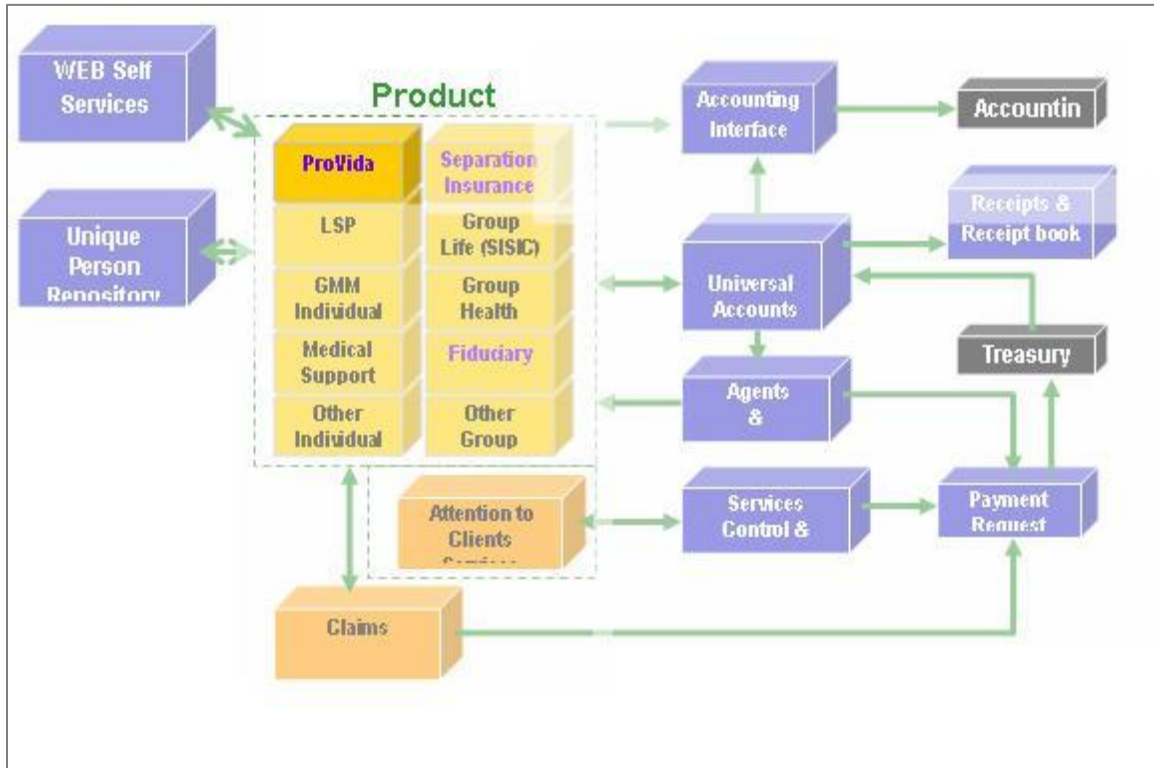 WEB Self
Services
Product
Accounting
Interface
Accountin
ProVida
Separation
Insurance
Unique
Person
Repository
LSP
Group
Life (SISIC)
Receipts &
Receipt book
GMM
Individual
Group
Health
Universal
Accounts
Medical
Support
Fiduciary
Treasury
Other
Individual
Other
Group
Agents
&
Attention to
Clients
Services
Services
Control &
Payment
Request
Claims